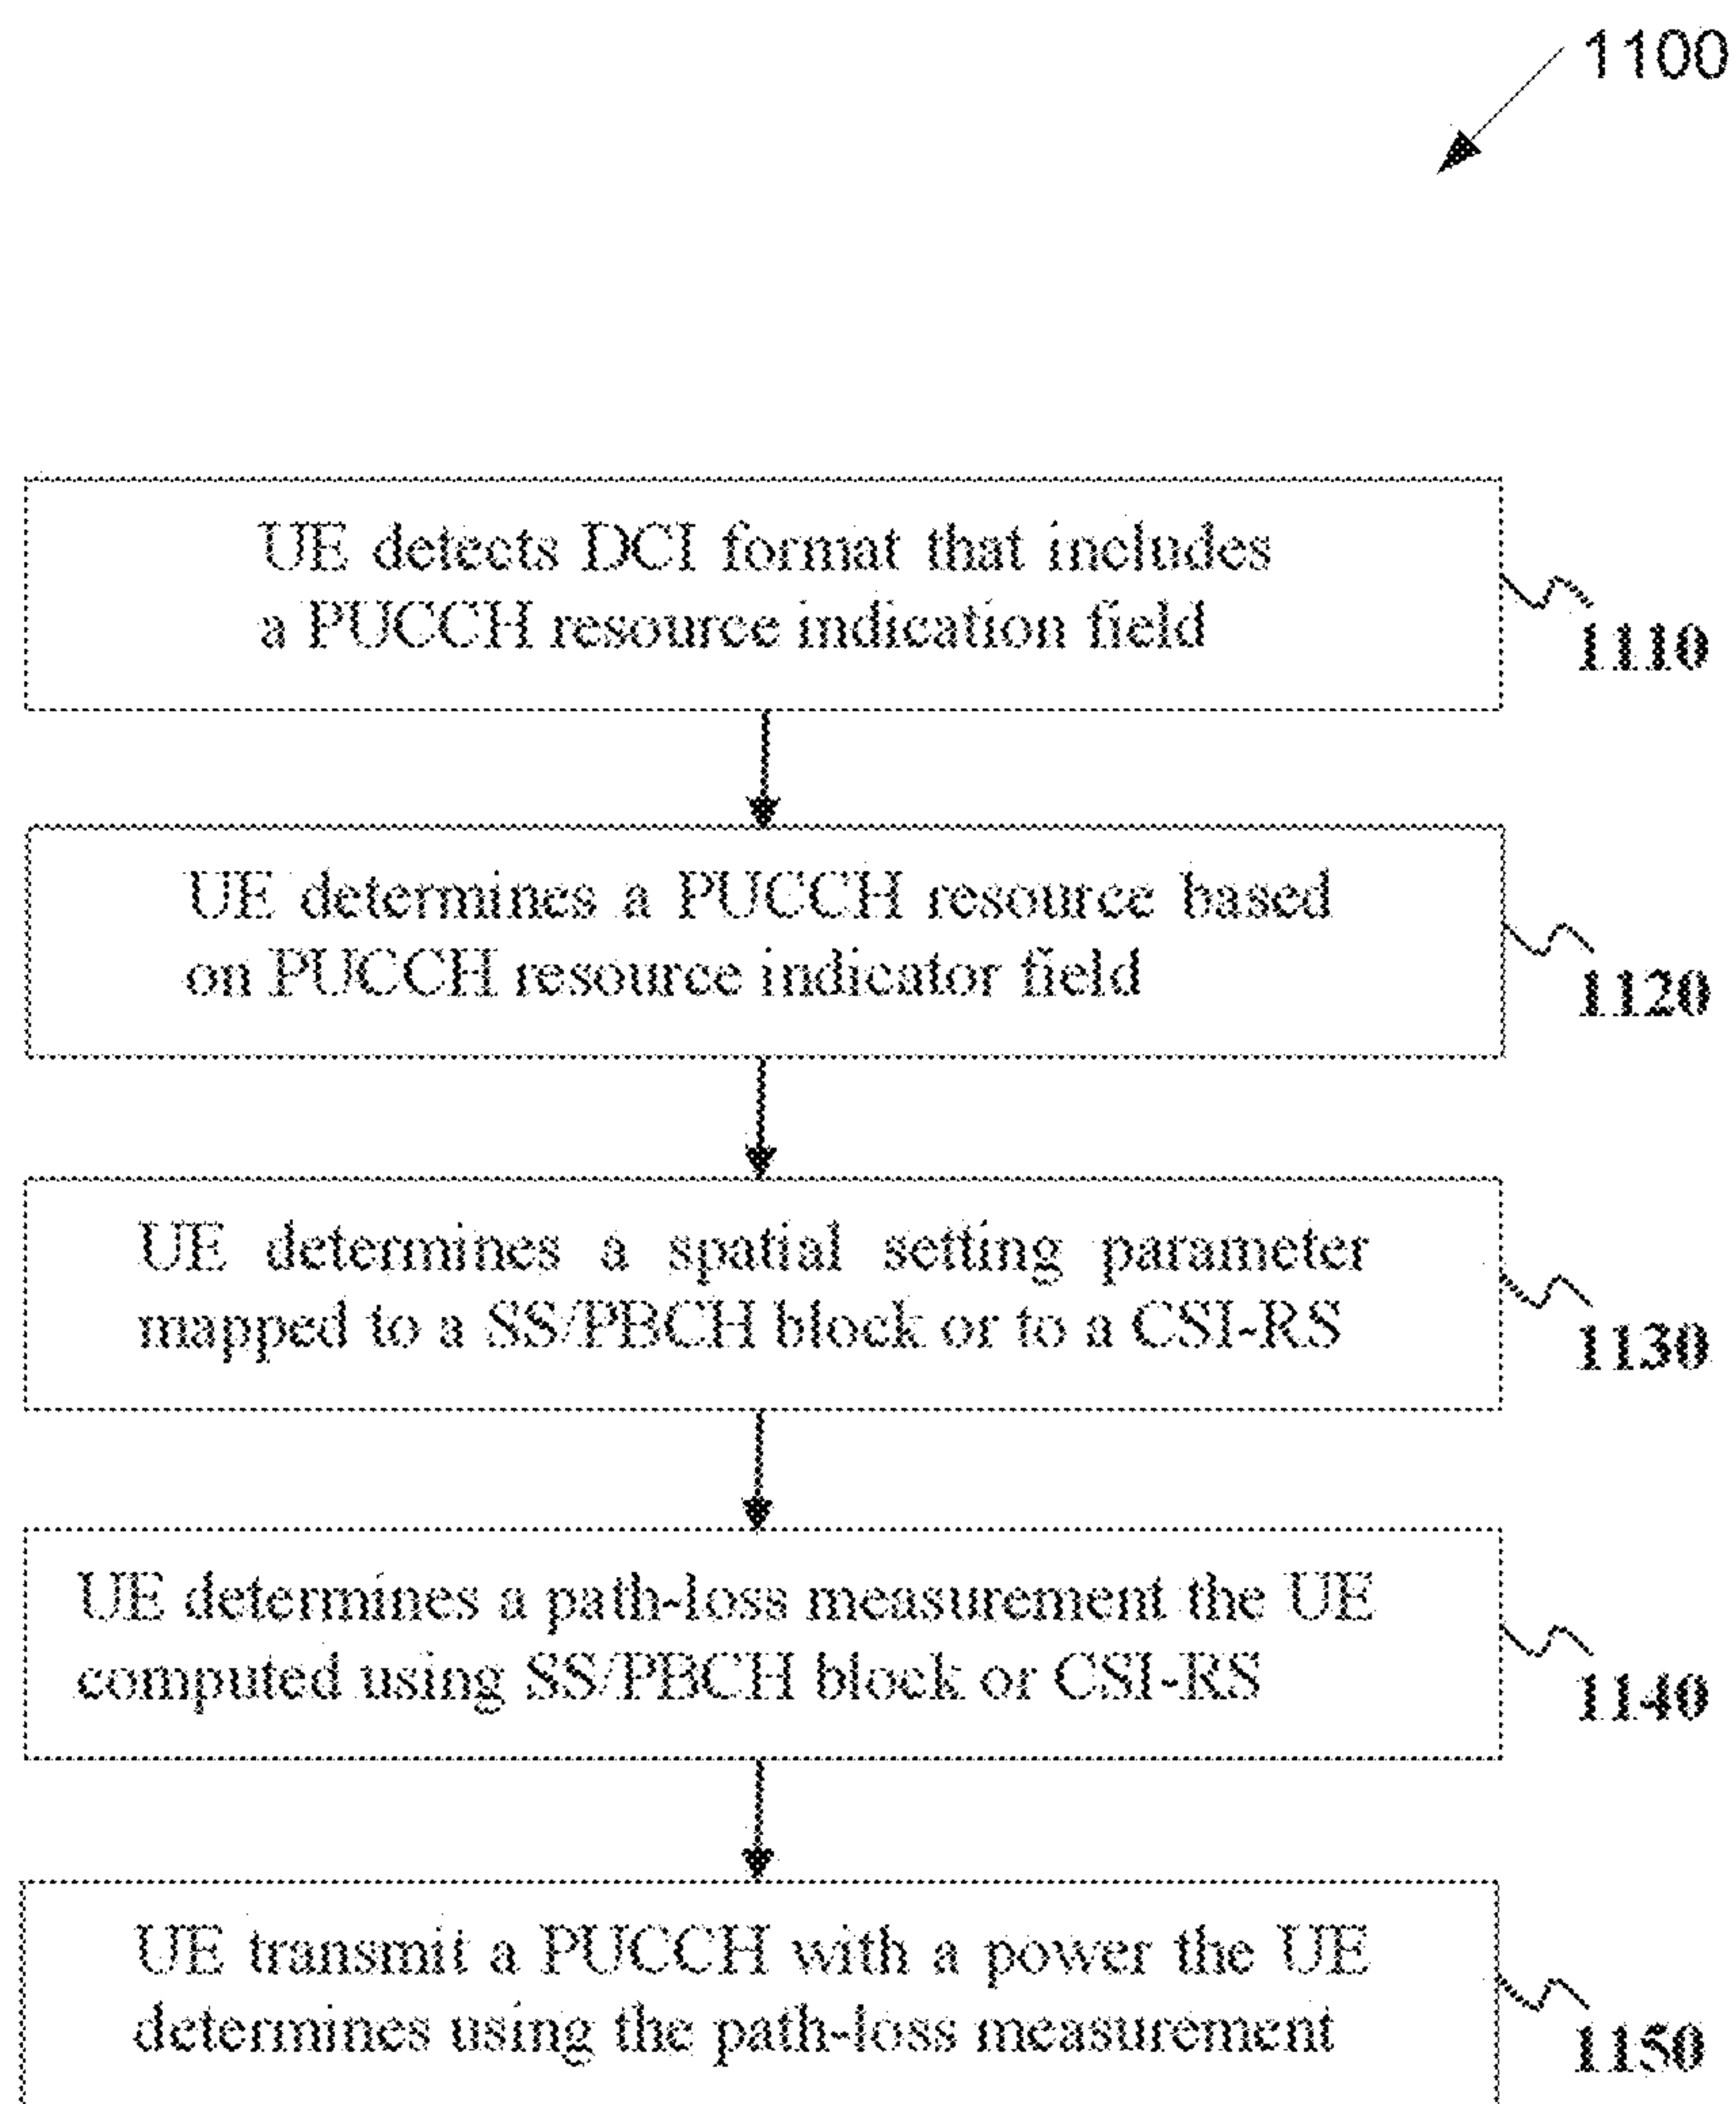 1100
UE detects DCI format that includes
a PUCCH resource indication field
1110
UE determines a PUCCH resource based
on PUCCH resource indicator field
1120
UE determines a spatial setting parameter
mapped to a SS/PBCH block or to a CSI-RS
1130
UE determines a path-loss measurement the UE
computed using SS/PBCH block or CSI-RS
1140
UE transmit a PUCCH with a power the UE
determines using the path-loss measurement
1150